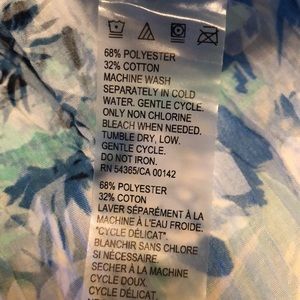 68% POLYESTER
32% COTTON
MACHINE WASH
SEPARATELY IN COLD
WATER. GENTLE CYCLE.
ONLY NON CHLORINE
BLEACH WHEN NEEDED.
TUMBLE DRY, LOW.
GENTLE CYCLE.
DO NOT IRON.
RN 54365/CA 00142
68% POLYESTER
32% COTON
LAVER SÉPARÉMENT À LA
MACHINE À L'EAU FROIDE.
"CYCLE DÉLICAT".
BLANCHIR SANS CHLORE
SI NÉCESSAIRE.
SECHER À LA MACHINE
CYCLE DOUX.
CYCLE DÉLICAT.